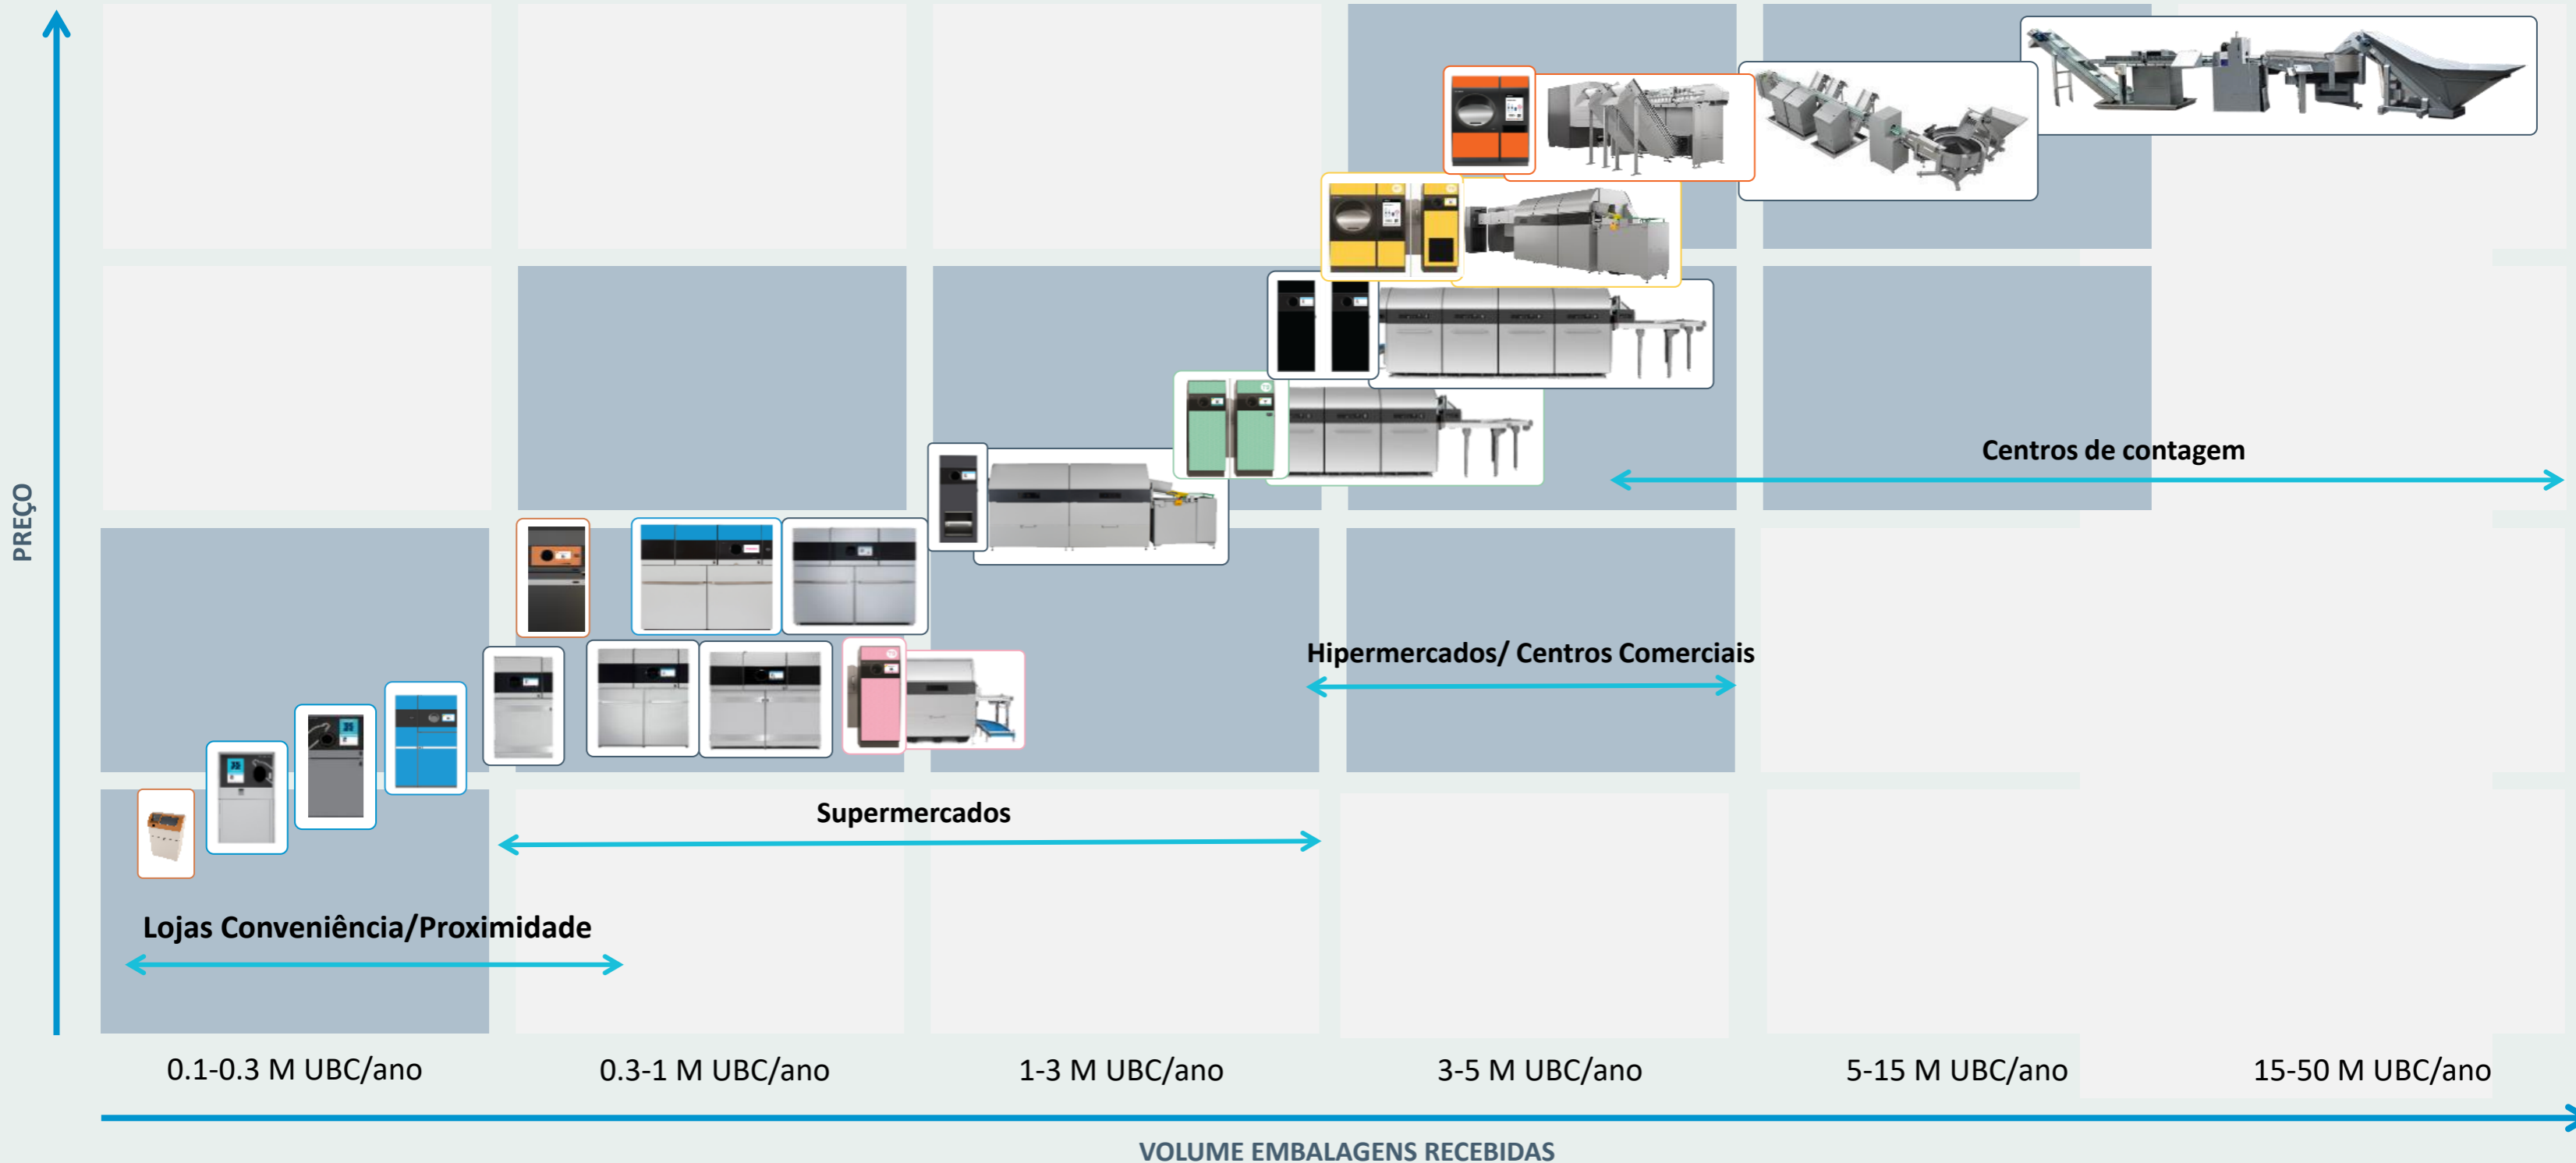 Centros de contagem
PREÇO
Hipermercados/ Centros Comerciais
Supermercados
Lojas Conveniência/Proximidade
0.1-0.3 M UBC/ano
0.3-1 M UBC/ano
1-3 M UBC/ano
3-5 M UBC/ano
5-15 M UBC/ano
15-50 M UBC/ano
VOLUME EMBALAGENS RECEBIDAS